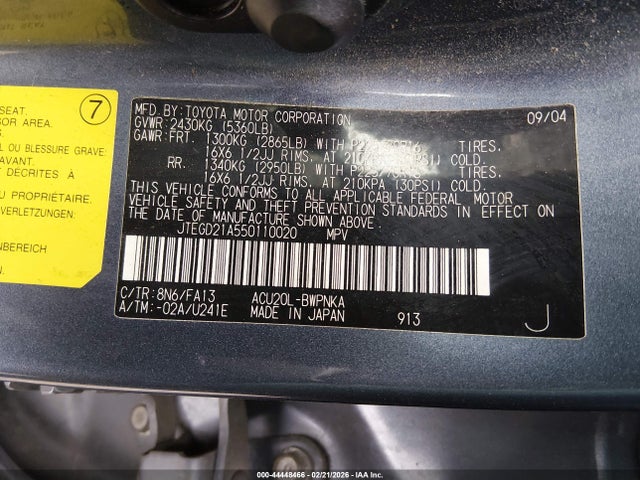 7
SEAT.
SOR AREA.
OU BLESSURE GRAVE:
'AVANT.
DÉCRITES À
DU PROPRIÉTAIRE.
VERLETZUNGEN.
MFD. BY: TOYOTA MOTOR CORPORATION 09/04
GVWR: 2430KG (5360LB)
GAWR: FRT. 1300KG (2865LB) WITH TIRES.
16X6 1/2JJ RIMS, AT COLD
RR. 1340KG (2950LB) WITH TIRES.
16X6 1/2JJ RIMS, AT 210KPA (30PSI) COLD.
THIS VEHICLE CONFORMS TO ALL APPLICABLE FEDERAL MOTOR
VEHICLE SAFETY AND THEFT PREVENTION STANDARDS IN EFFECT ON
THE DATE OF MANUFACTURE SHOWN ABOVE.
JTEGD21A550110020 MPV
C/TR: 8N6/FA13 ACU20L-BWPNKA
A/TM: -02A/U241E MADE IN JAPAN 913 J
000-44448466 - 02/21/2026 - IAA.com